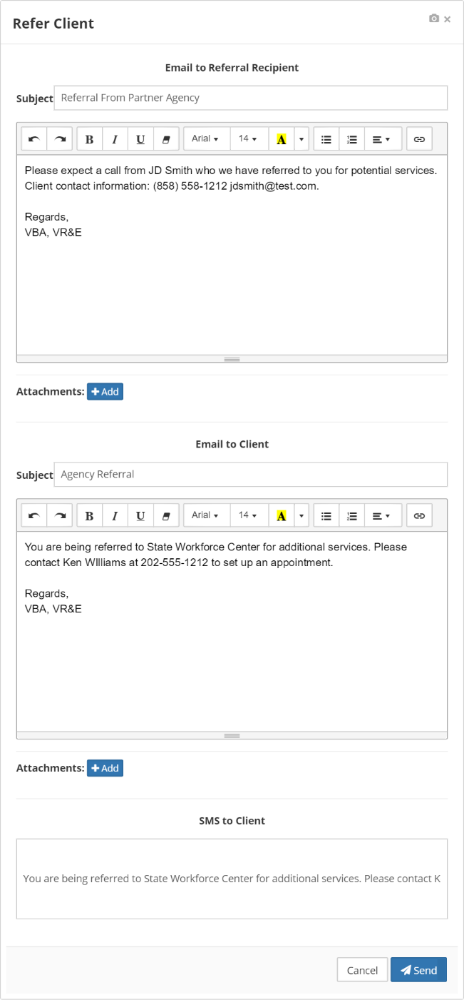 Refer Client
Email to Referral Recipient
Subject Referral From Partner Agency
B I U Arial 14 A
Please expect a call from JD Smith who we have referred to you for potential services.
Client contact information: (858) 558-1212 jdsmith@test.com.
Regards,
VBA, VR&E
Attachments: Add
Email to Client
Subject Agency Referral
B I U Arial 14 A
You are being referred to State Workforce Center for additional services. Please
contact Ken WIlliams at 202-555-1212 to set up an appointment.
Regards,
VBA, VR&E
Attachments: Add
SMS to Client
You are being referred to State Workforce Center for additional services. Please contact K
Cancel Send